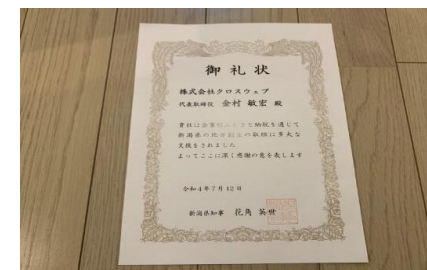 御礼状
株式会社クロスウェブ
代表取締役 金村 敏宏 殿
貴社は企業版ふるさと納税を通じて
新潟県の地方創生の取組に多大な
支援をされました
よってここに深く感謝の意を表します
令和4年7月12日
新潟県知事 花角 英世